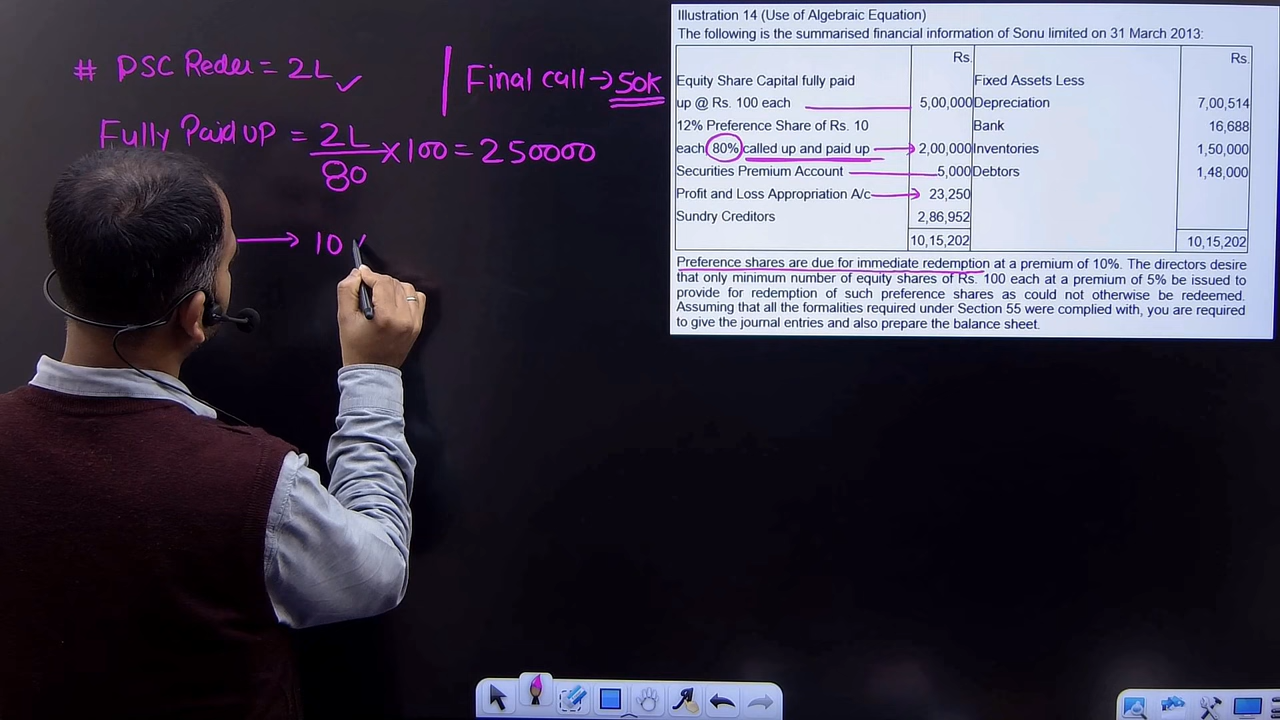 # PSC Redem = 2L ✓
Final call → 50K
Fully Paid up = 2L/80 × 100 = 250000
→ 10
Illustration 14 (Use of Algebraic Equation)
The following is the summarised financial information of Sonu limited on 31 March 2013:
Rs. Rs.
Equity Share Capital fully paid Fixed Assets Less
up @ Rs. 100 each 5,00,000 Depreciation 7,00,514
12% Preference Share of Rs. 10 Bank 16,688
each 80% called up and paid up 2,00,000 Inventories 1,50,000
Securities Premium Account 5,000 Debtors 1,48,000
Profit and Loss Appropriation A/c 23,250
Sundry Creditors 2,86,952
10,15,202 10,15,202
Preference shares are due for immediate redemption at a premium of 10%. The directors desire
that only minimum number of equity shares of Rs. 100 each at a premium of 5% be issued to
provide for redemption of such preference shares as could not otherwise be redeemed.
Assuming that all the formalities required under Section 55 were complied with, you are required
to give the journal entries and also prepare the balance sheet.